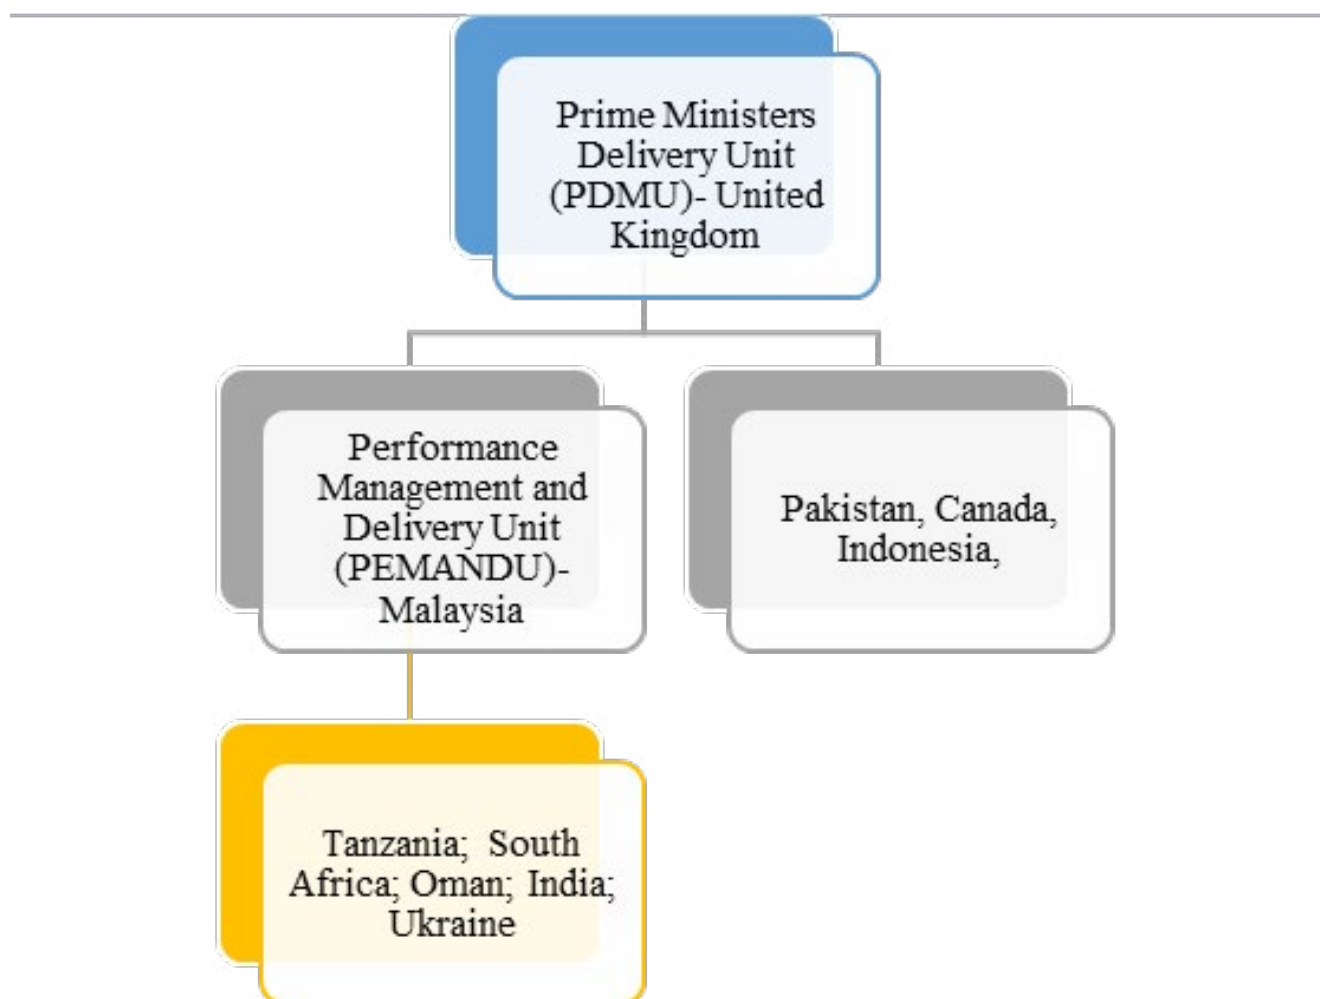 Prime Ministers
Delivery Unit
(PDMU)- United
Kingdom
Performance
Management and
Delivery Unit
(PEMANDU)-
Malaysia
Pakistan, Canada,
Indonesia,
Tanzania; South
Africa; Oman; India;
Ukraine